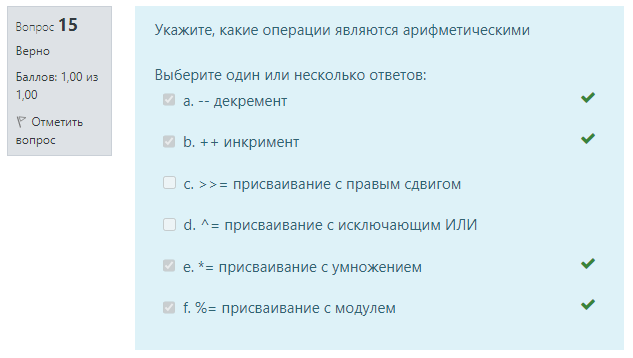 Вопрос 15
Верно
Баллов: 1,00 из
1,00
Отметить
вопрос
Укажите, какие операции являются арифметическими
Выберите один или несколько ответов:
a. -- декремент
b. ++ инкримент
c. >>= присваивание с правым сдвигом
d. ^= присваивание с исключающим ИЛИ
e. *= присваивание с умножением
f. %= присваивание с модулем